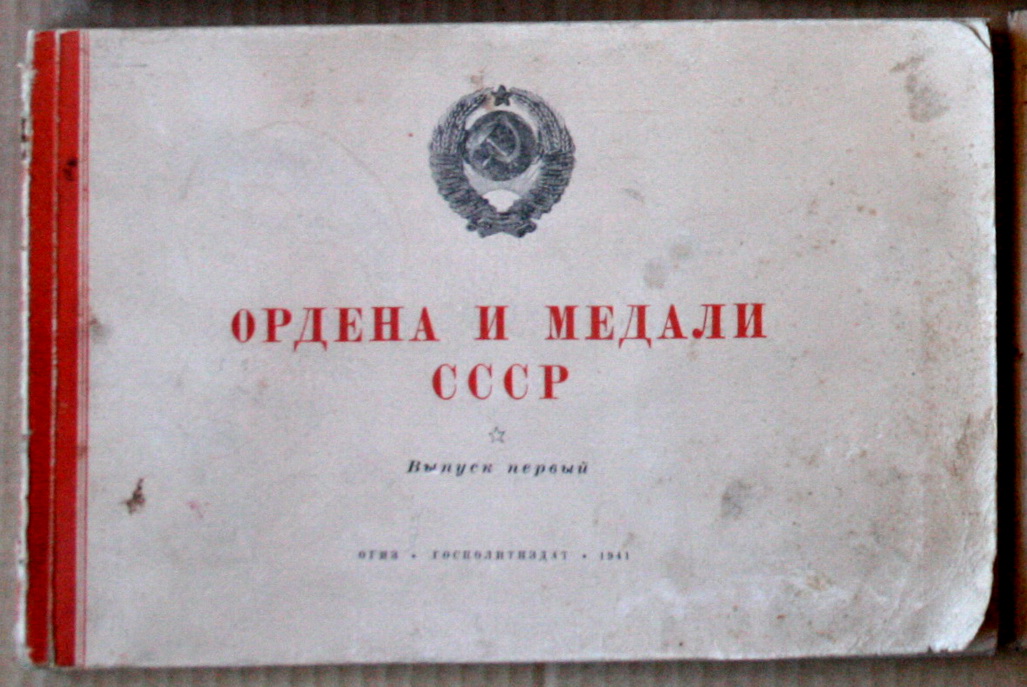 ОРДЕНА И МЕДАЛИ
СССР
Выпуск первый
ОГИЗ • ГОСПОЛИТИЗДАТ • 1941